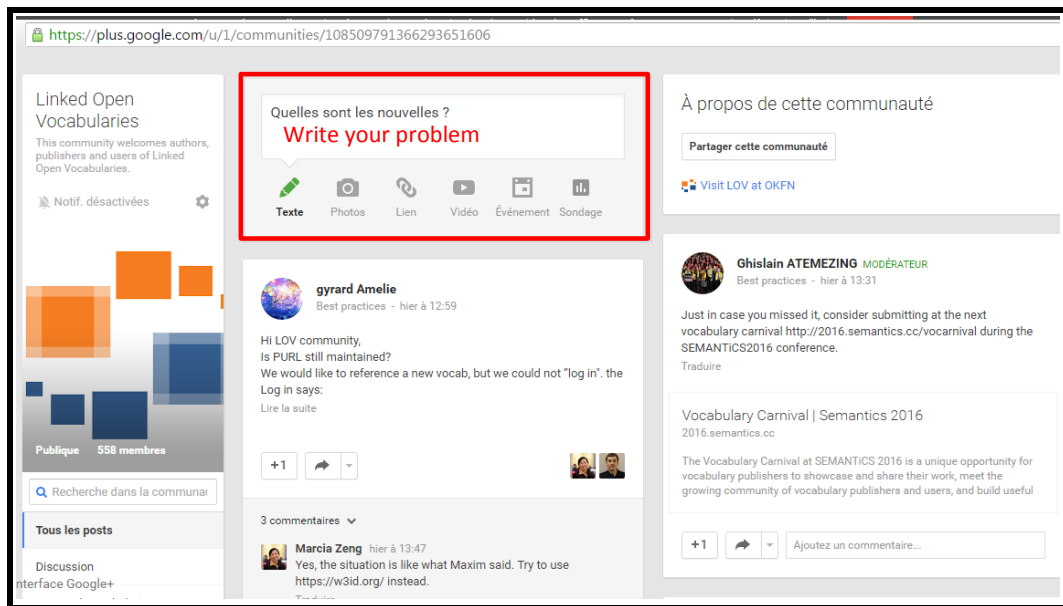 https://plus.google.com/u/1/communities/108509791366293651606
Linked Open
Vocabularies
This community welcomes authors,
publishers and users of Linked
Open Vocabularies.
Notif. désactivées
Publique 558 membres
Recherche dans la communau
Tous les posts
Discussion
nterface Google+
Quelles sont les nouvelles ?
Write your problem
Texte Photos Lien Vidéo Événement Sondage
gyrard Amelie
Best practices - hier à 12:59
Hi LOV community,
Is PURL still maintained?
We would like to reference a new vocab, but we could not "log in". the
Log in says:
Lire la suite
+1
3 commentaires
Marcia Zeng hier à 13:47
Yes, the situation is like what Maxim said. Try to use
https://w3id.org/ instead.
Traduire
À propos de cette communauté
Partager cette communauté
Visit LOV at OKFN
Ghislain ATEMEZING MODÉRATEUR
Best practices - hier à 13:31
Just in case you missed it, consider submitting at the next
vocabulary carnival http://2016.semantics.cc/vocarnival during the
SEMANTiCS2016 conference.
Traduire
Vocabulary Carnival | Semantics 2016
2016.semantics.cc
The Vocabulary Carnival at SEMANTiCS 2016 is a unique opportunity for
vocabulary publishers to showcase and share their work, meet the
growing community of vocabulary publishers and users, and build useful
+1
Ajoutez un commentaire...